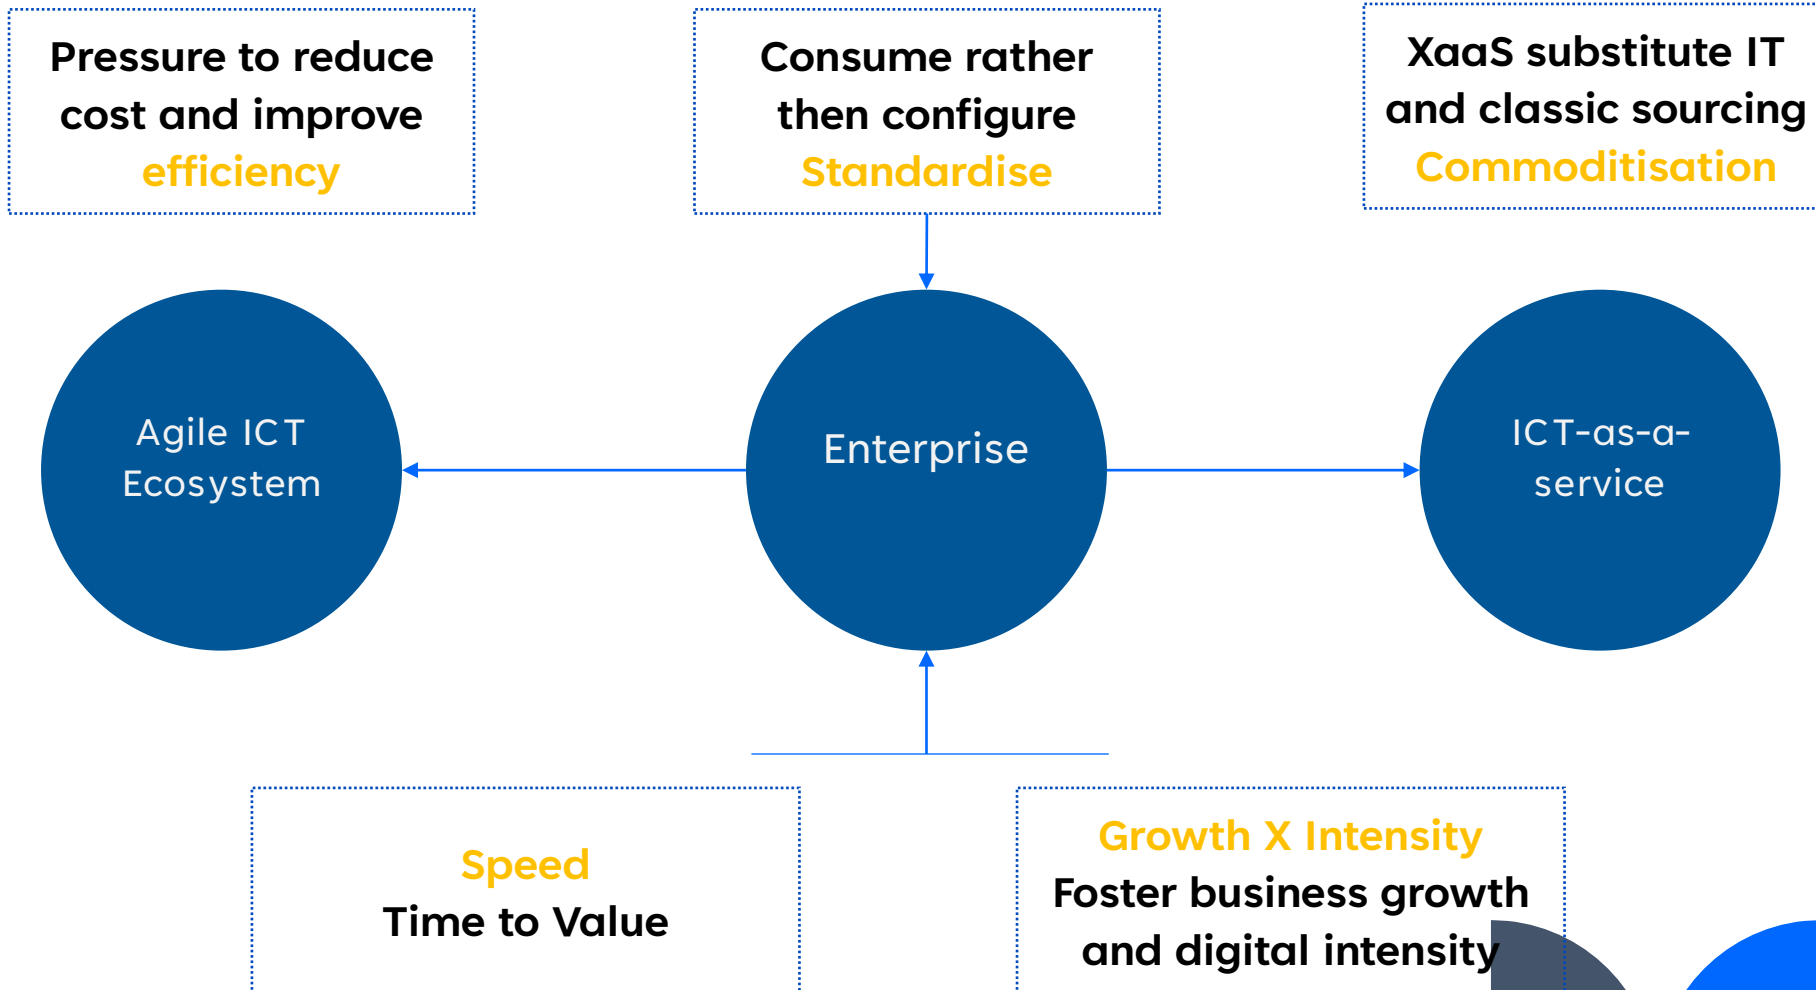 Pressure to reduce
cost and improve
efficiency
Consume rather
then configure
Standardise
XaaS substitute IT
and classic sourcing
Commoditisation
Agile ICT
Ecosystem
Enterprise
ICT-as-a-
service
Speed
Time to Value
Growth X Intensity
Foster business growth
and digital intensity